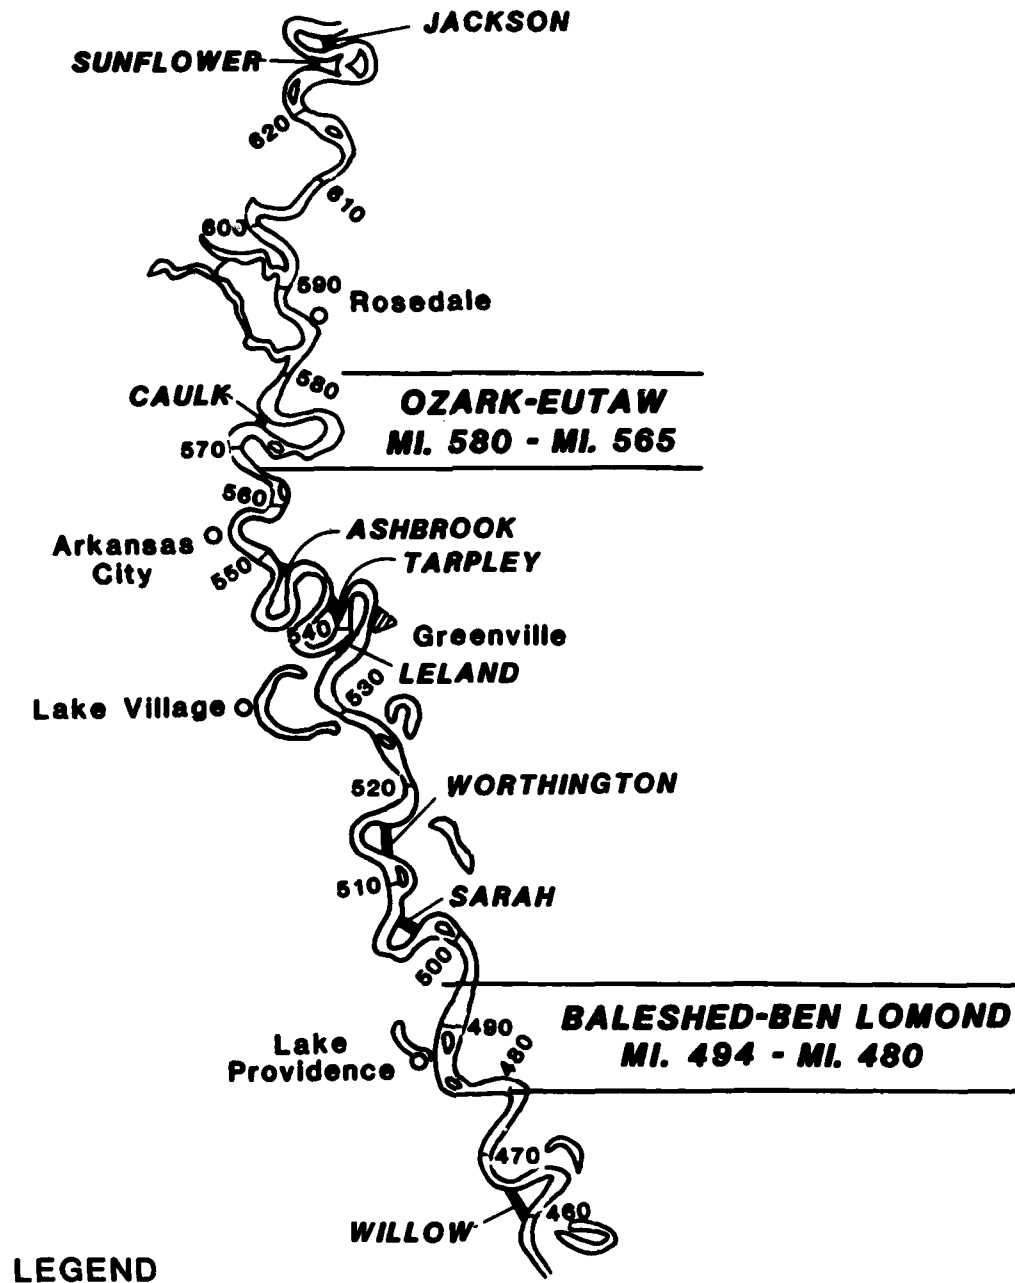 JACKSON
SUNFLOWER
620
610
600
590
Rosedale
580
CAULK
OZARK-EUTAW
MI. 580 - MI. 565
570
560
ASHBROOK
Arkansas
City
550
TARPLEY
540
Greenville
LELAND
530
Lake Village
520
WORTHINGTON
510
SARAH
500
BALESHED-BEN LOMOND
MI. 494 - MI. 480
490
480
Lake
Providence
470
460
WILLOW
LEGEND